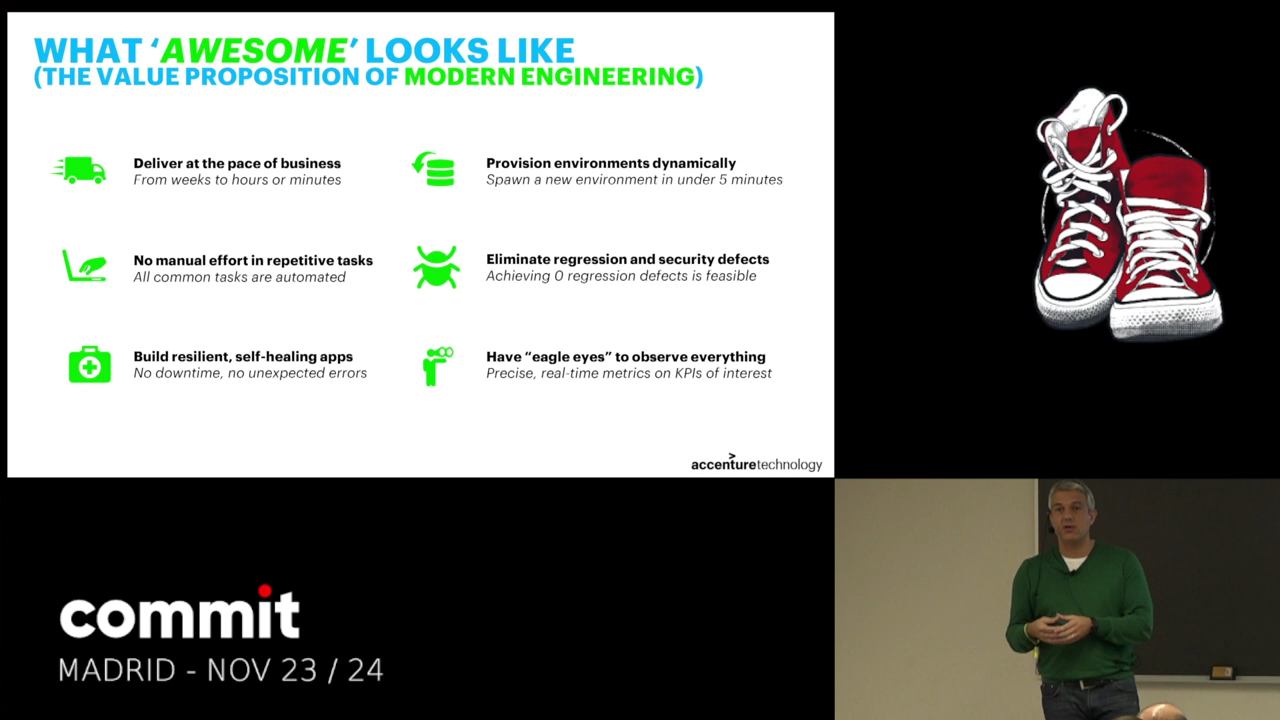 WHAT ‘AWESOME’ LOOKS LIKE
(THE VALUE PROPOSITION OF MODERN ENGINEERING)
Deliver at the pace of business
From weeks to hours or minutes
Provision environments dynamically
Spawn a new environment in under 5 minutes
No manual effort in repetitive tasks
All common tasks are automated
Eliminate regression and security defects
Achieving 0 regression defects is feasible
Build resilient, self-healing apps
No downtime, no unexpected errors
Have “eagle eyes” to observe everything
Precise, real-time metrics on KPIs of interest
accenturetechnology
commit
MADRID - NOV 23 / 24